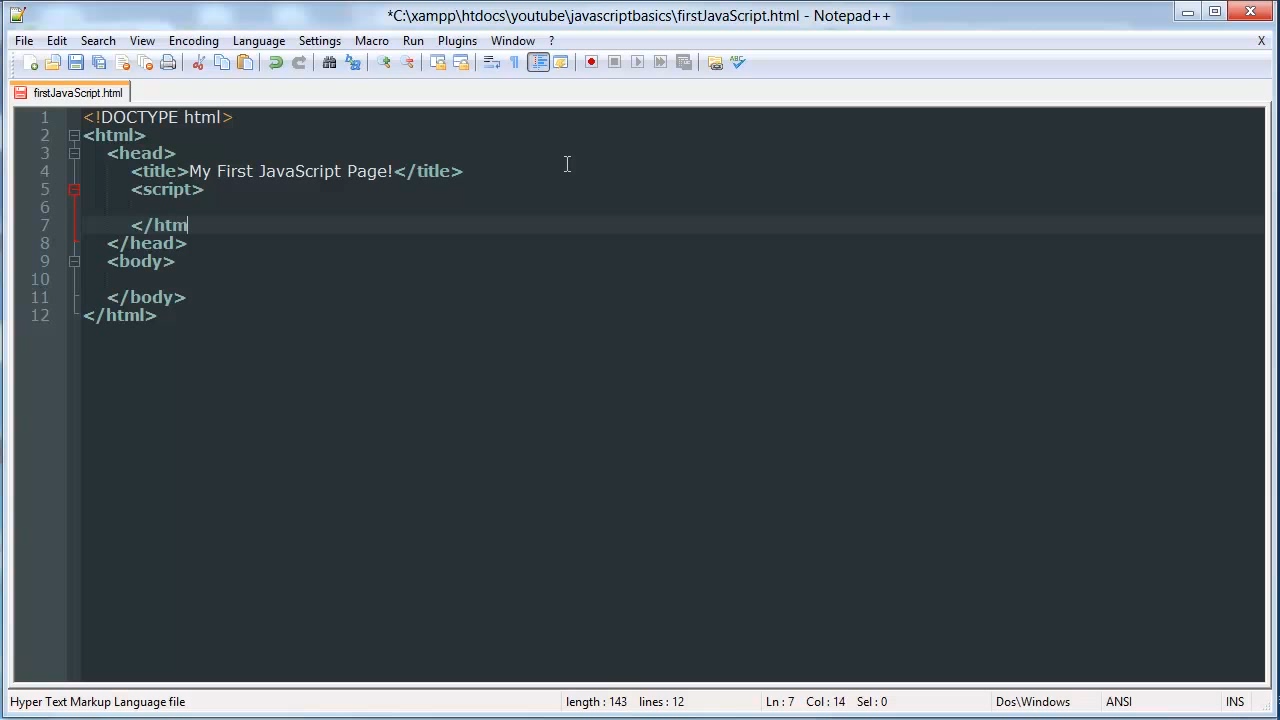 *C:\xampp\htdocs\youtube\javascriptbasics\firstJavaScript.html - Notepad++
File Edit Search View Encoding Language Settings Macro Run Plugins Window ? X
firstJavaScript.html
1 <!DOCTYPE html>
2 <html>
3 <head>
4 <title>My First JavaScript Page!</title>
5 <script>
6
7 </htm
8 </head>
9 <body>
10
11 </body>
12 </html>
Hyper Text Markup Language file length : 143 lines : 12 Ln : 7 Col : 14 Sel : 0 Dos\Windows ANSI INS